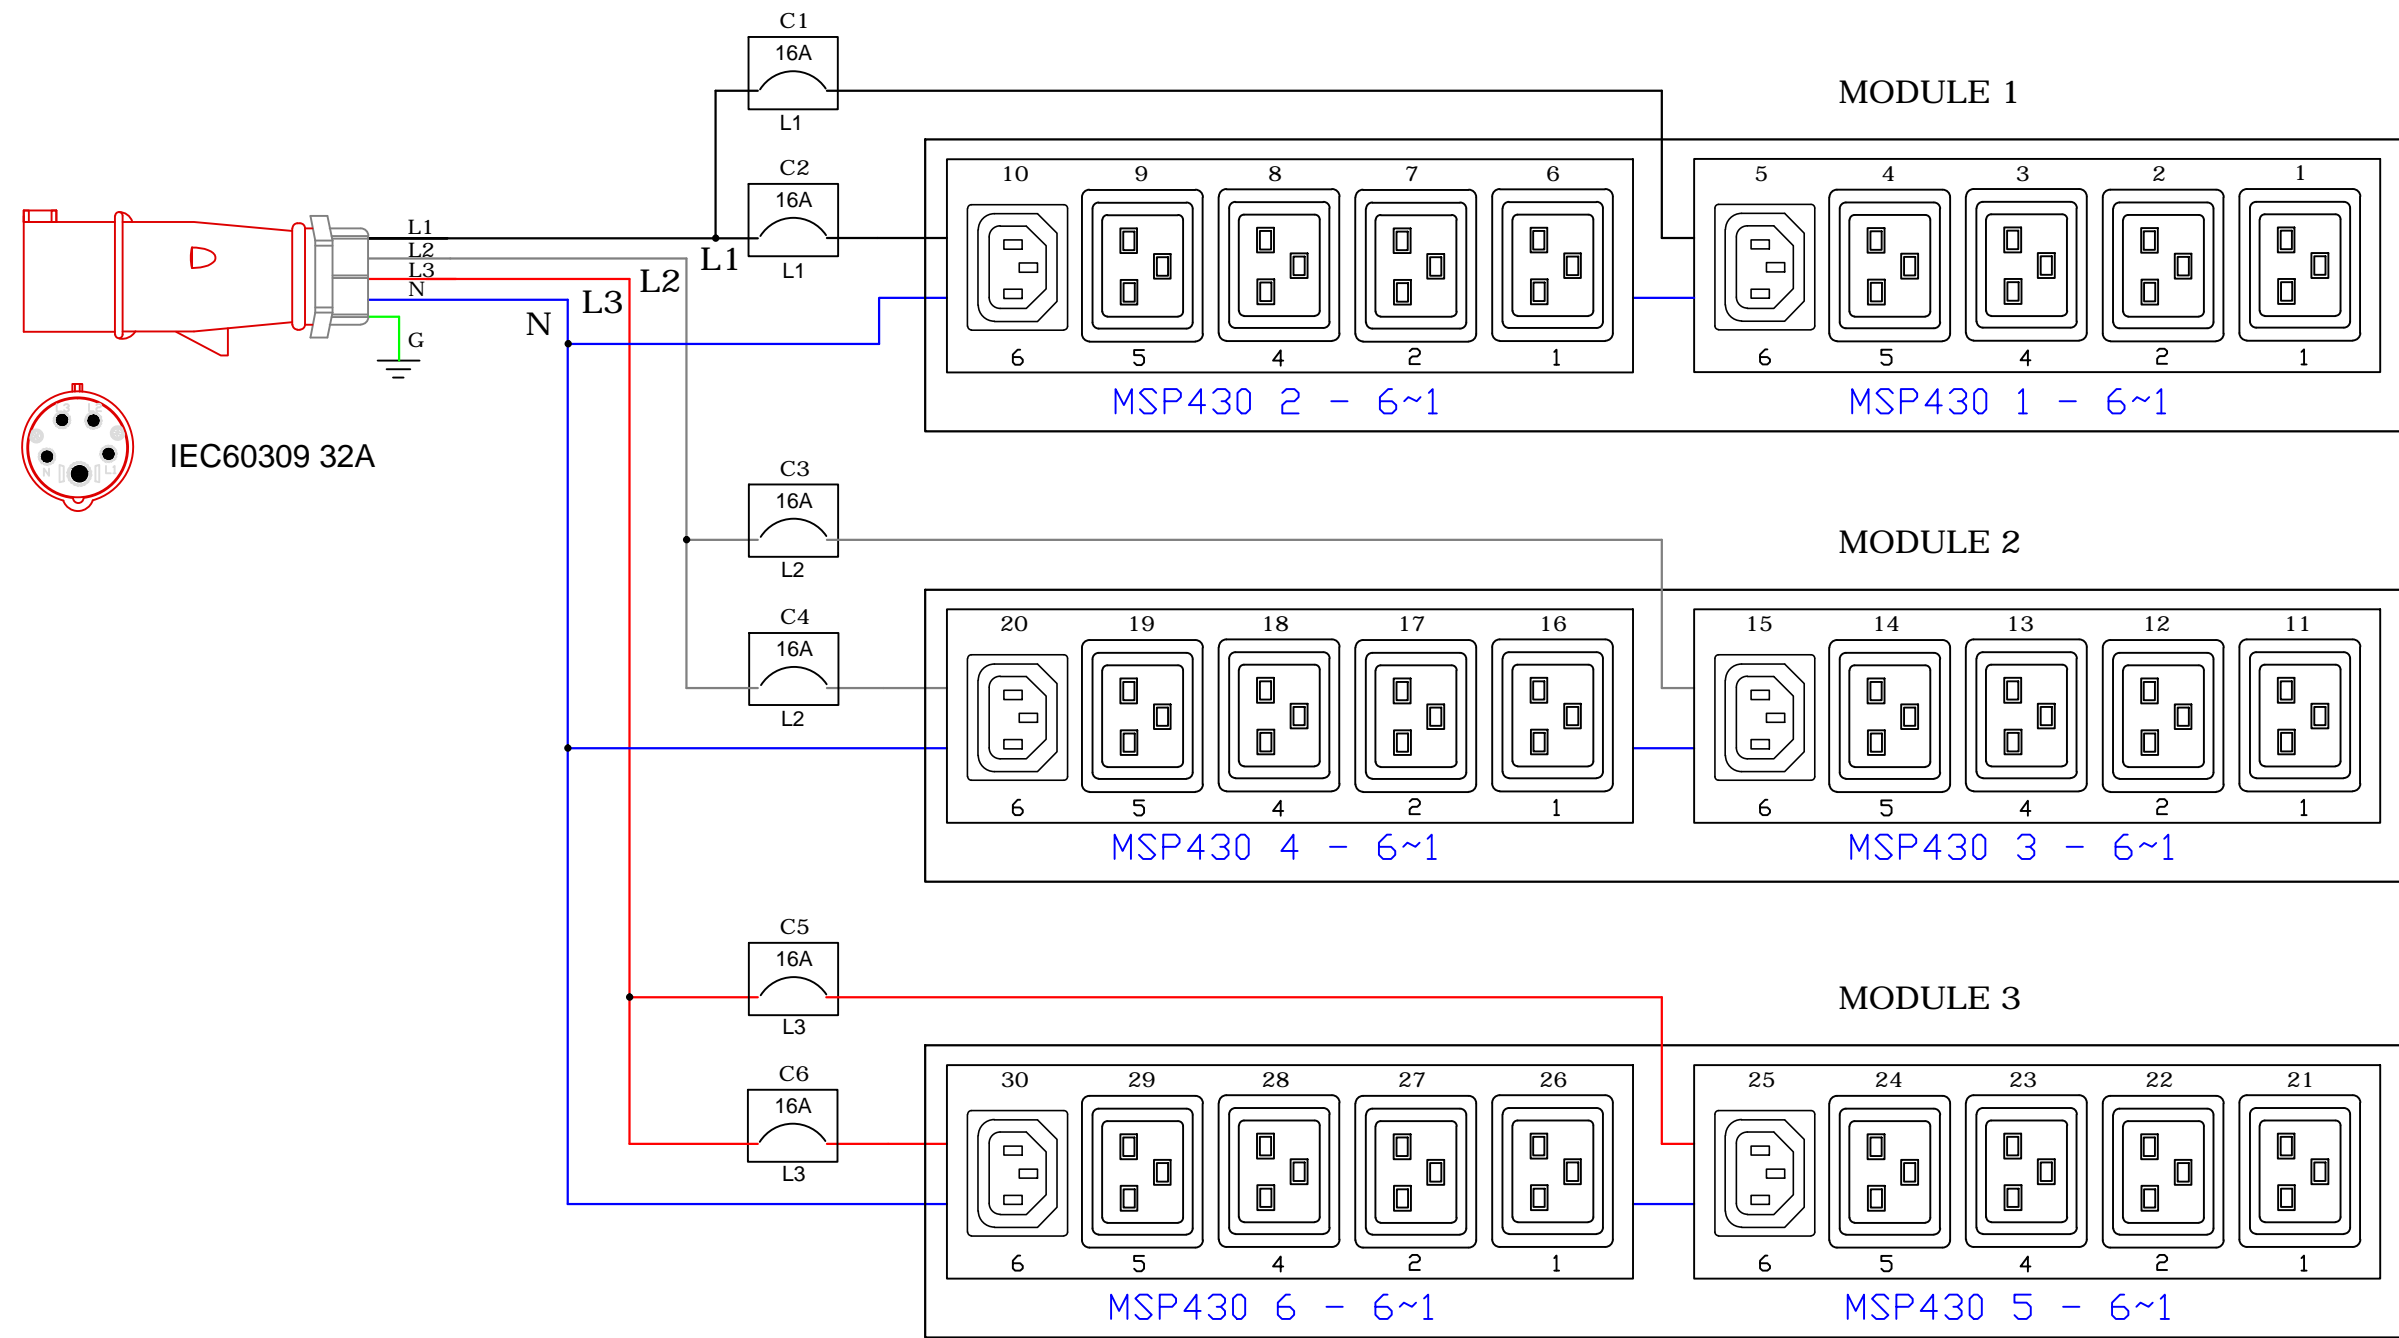 C1
16A
L1
MODULE 1
C2
16A
L1
10 9 8 7 6 5 4 3 2 1
L1
L2
L3
N
G
L1
L2
L3
N
6 5 4 2 1 6 5 4 2 1
MSP430 2 - 6~1 MSP430 1 - 6~1
L3 L2
N L1
IEC60309 32A
C3
16A
L2
MODULE 2
C4
16A
L2
20 19 18 17 16 15 14 13 12 11
6 5 4 2 1 6 5 4 2 1
MSP430 4 - 6~1 MSP430 3 - 6~1
C5
16A
L3
MODULE 3
C6
16A
L3
30 29 28 27 26 25 24 23 22 21
6 5 4 2 1 6 5 4 2 1
MSP430 6 - 6~1 MSP430 5 - 6~1